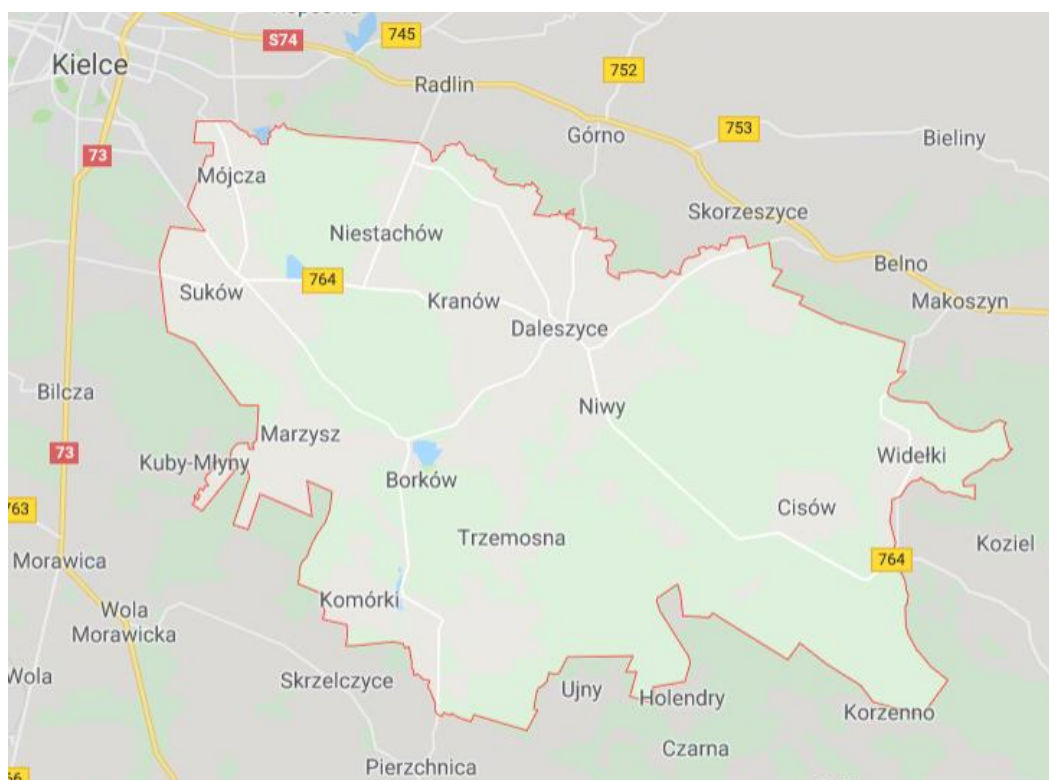 745
S74
Kielce
Radlin
752
753
Górno
Bieliny
73
Mójcza
Skorzeszyce
Niestachów
Belno
764
Suków
Kranów
Makoszyn
Daleszyce
Bilcza
Niwy
Marzysz
73
Kuby-Młyny
Widełki
Borków
763
Cisów
Trzemosna
Koziel
Morawica
764
Komórki
Wola
Morawicka
Wola
Skrzelczyce
Ujny
Holendry
Korzenno
Czarna
Pierzchnica